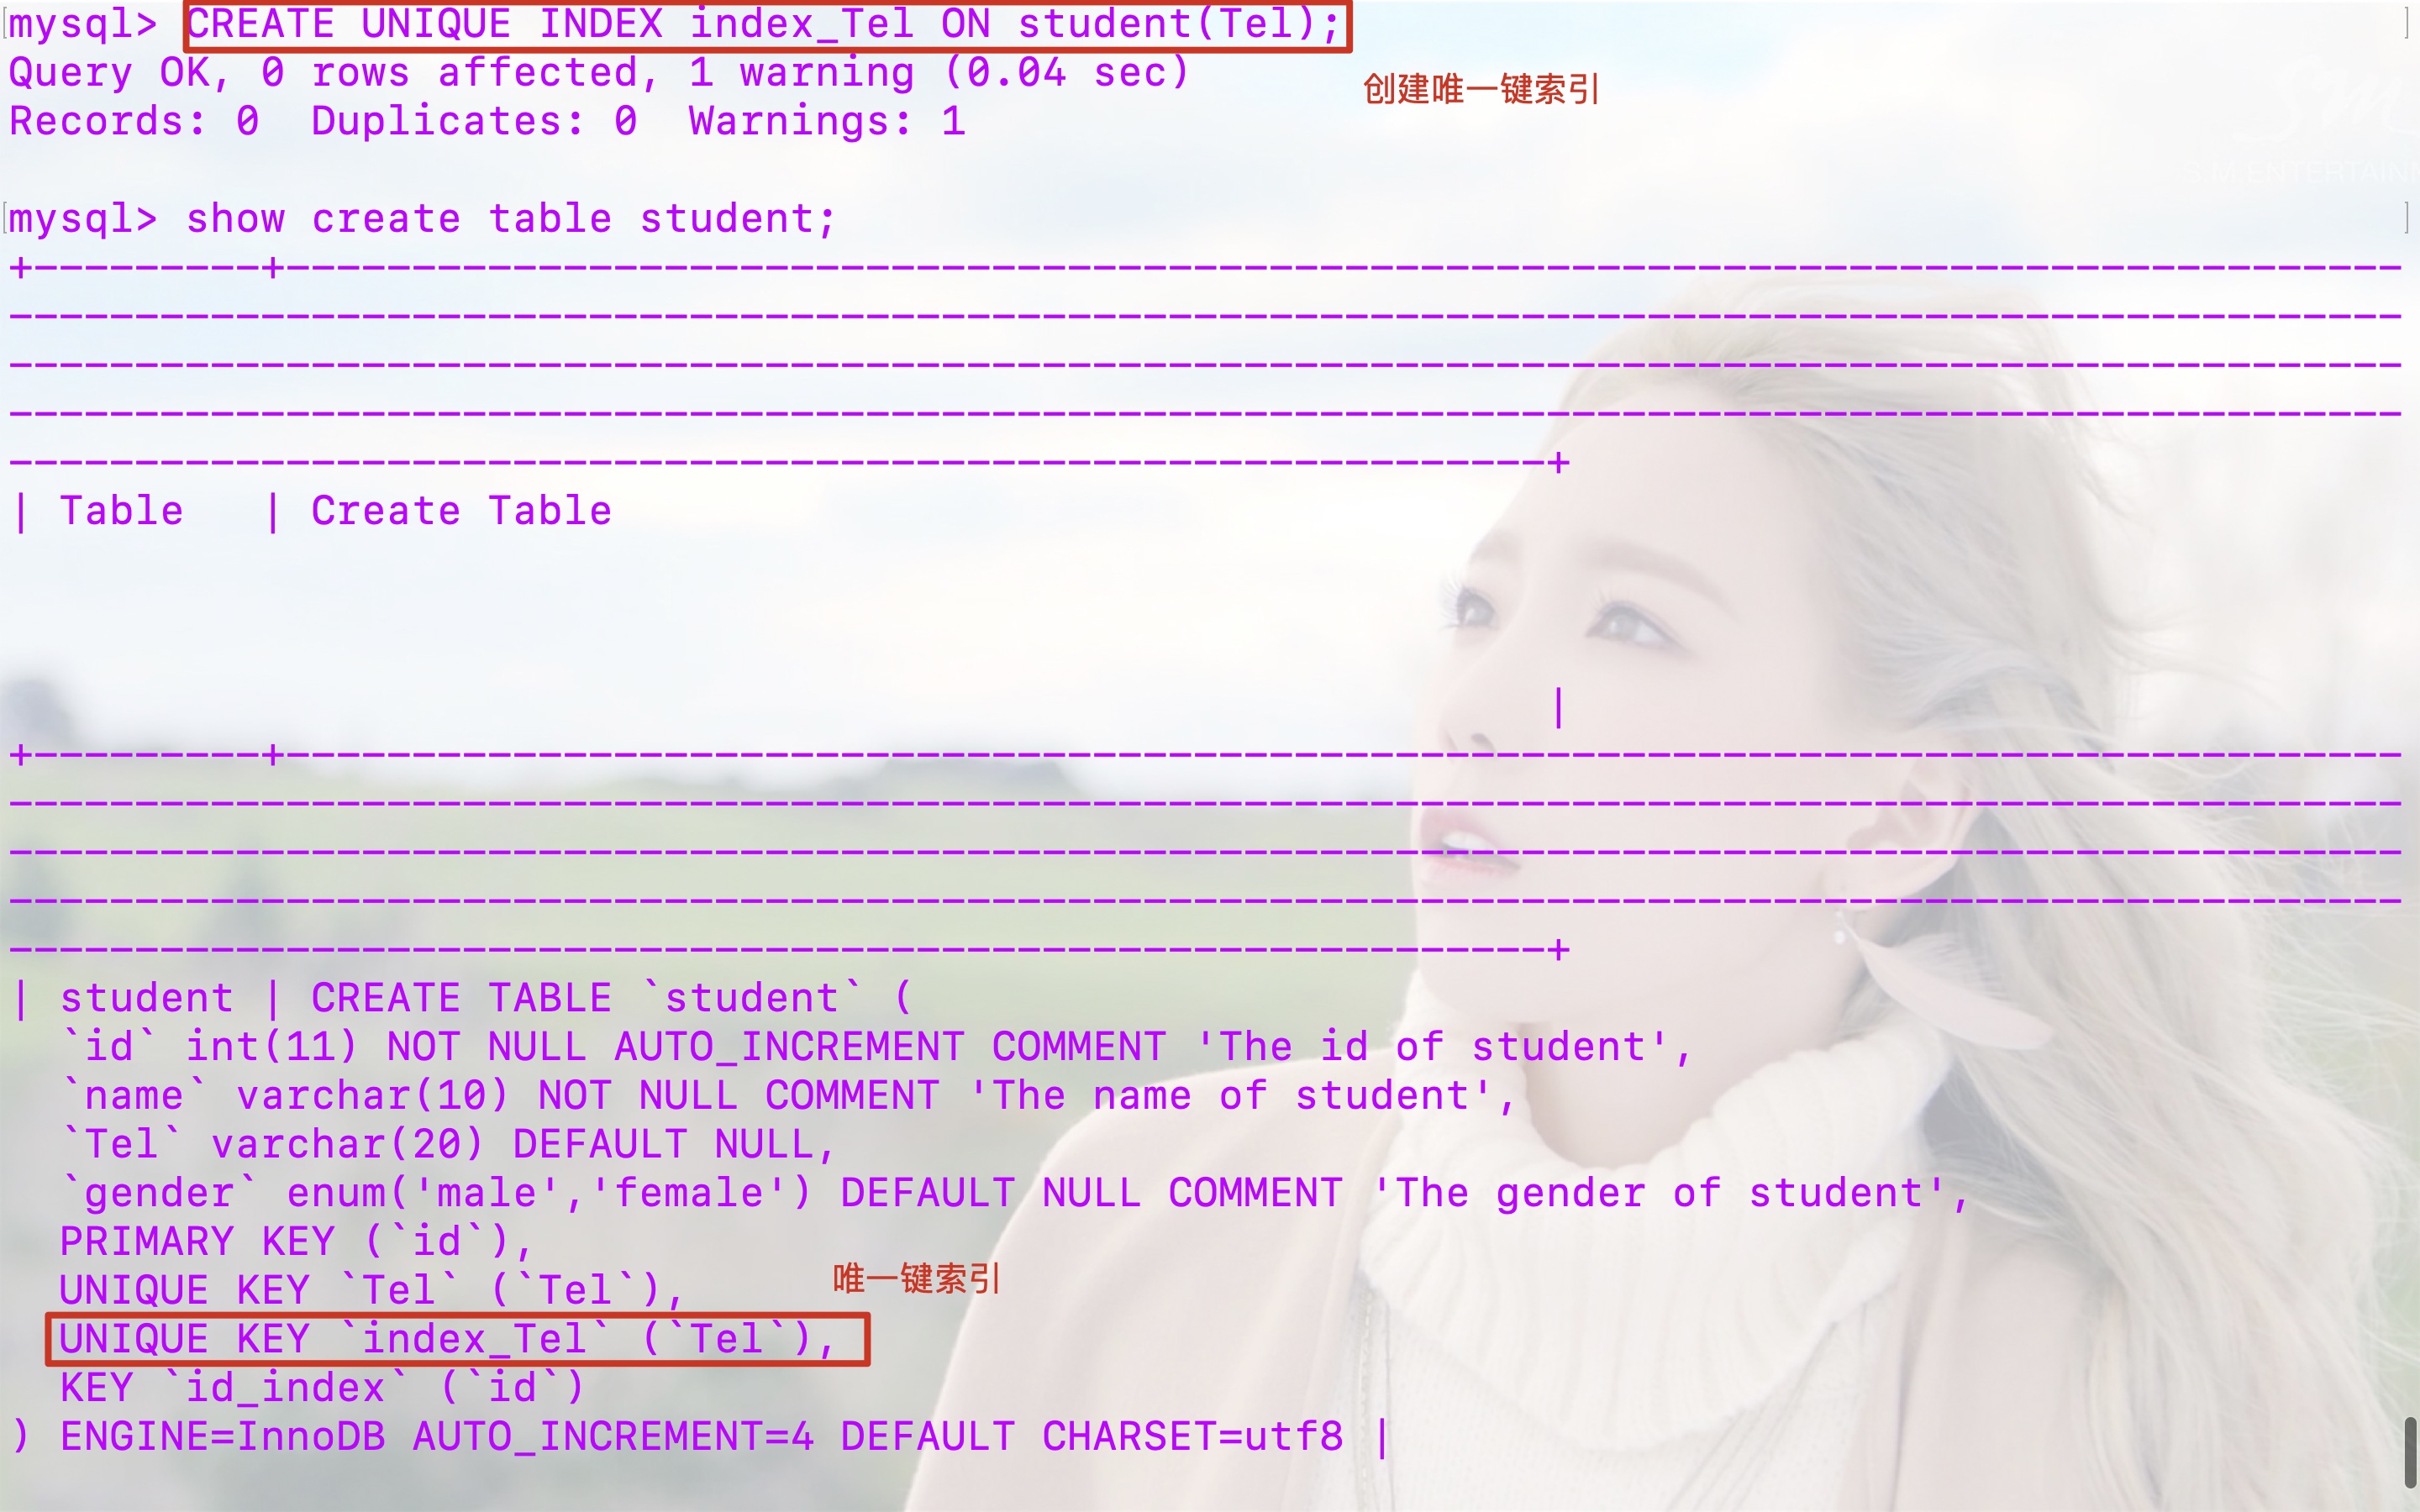 mysql> CREATE UNIQUE INDEX index_Tel ON student(Tel);
Query OK, 0 rows affected, 1 warning (0.04 sec)
创建唯一键索引
Records: 0  Duplicates: 0  Warnings: 1
mysql> show create table student;
| Table   | Create Table
|
| student | CREATE TABLE `student` (
  `id` int(11) NOT NULL AUTO_INCREMENT COMMENT 'The id of student',
  `name` varchar(10) NOT NULL COMMENT 'The name of student',
  `Tel` varchar(20) DEFAULT NULL,
  `gender` enum('male','female') DEFAULT NULL COMMENT 'The gender of student',
  PRIMARY KEY (`id`),
  UNIQUE KEY `Tel` (`Tel`),
唯一键索引
  UNIQUE KEY `index_Tel` (`Tel`),
  KEY `id_index` (`id`)
) ENGINE=InnoDB AUTO_INCREMENT=4 DEFAULT CHARSET=utf8 |